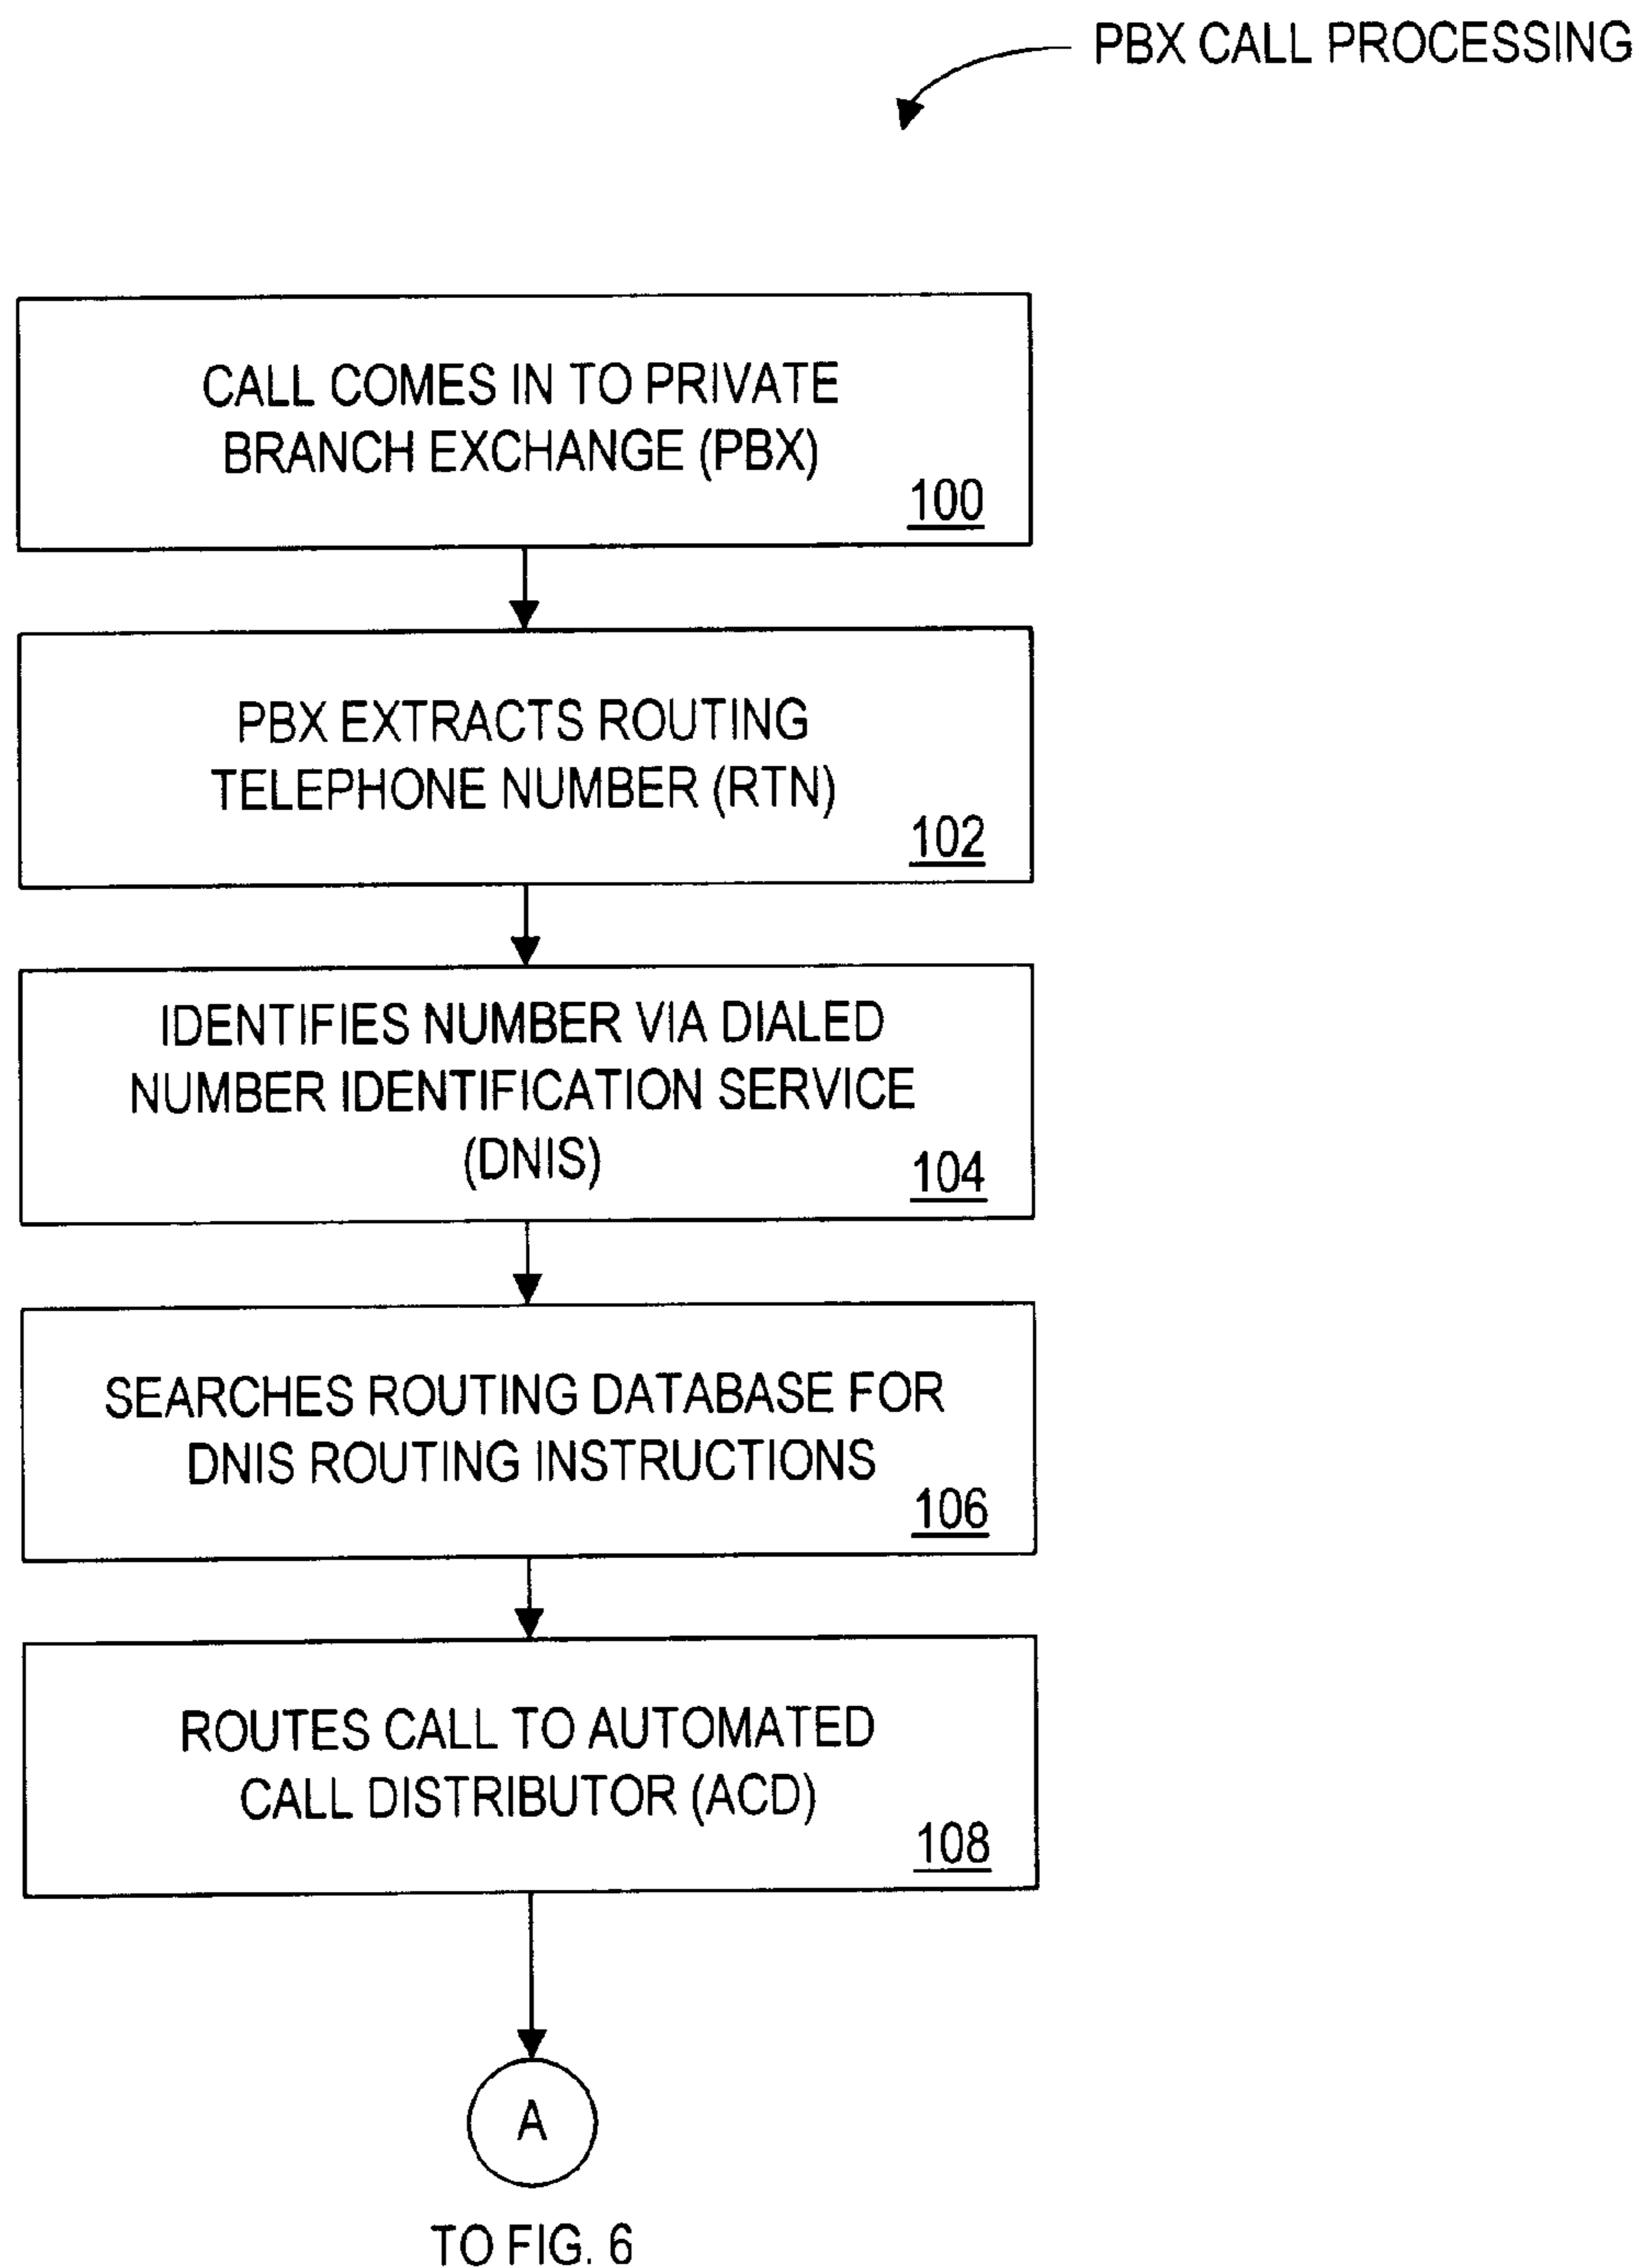 PBX CALL PROCESSING
CALL COMES IN TO PRIVATE
BRANCH EXCHANGE (PBX)
100
PBX EXTRACTS ROUTING
TELEPHONE NUMBER (RTN)
102
IDENTIFIES NUMBER VIA DIALED
NUMBER IDENTIFICATION SERVICE
(DNIS)
104
SEARCHES ROUTING DATABASE FOR
DNIS ROUTING INSTRUCTIONS
106
ROUTES CALL TO AUTOMATED
CALL DISTRIBUTOR (ACD)
108
A
TO FIG. 6